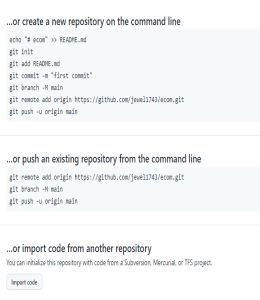 ...or create a new repository on the command line
echo "# ecom" >> README.md
git init
git add README.md
git commit -m "first commit"
git branch -M main
git remote add origin https://github.com/jewel1743/ecom.git
git push -u origin main
...or push an existing repository from the command line
git remote add origin https://github.com/jewel1743/ecom.git
git branch -M main
git push -u origin main
...or import code from another repository
You can initialize this repository with code from a Subversion, Mercurial, or TFS project.
Import code